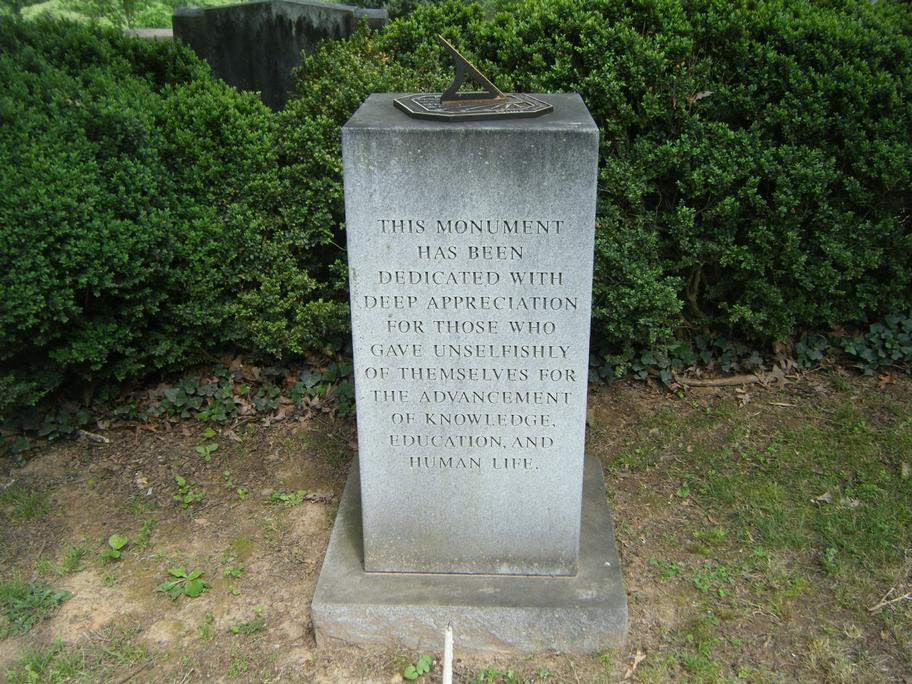 THIS MONUMENT
HAS BEEN
DEDICATED WITH
DEEP APPRECIATION
FOR THOSE WHO
GAVE UNSELFISHLY
OF THEMSELVES FOR
THE ADVANCEMENT
OF KNOWLEDGE,
EDUCATION, AND
HUMAN LIFE.